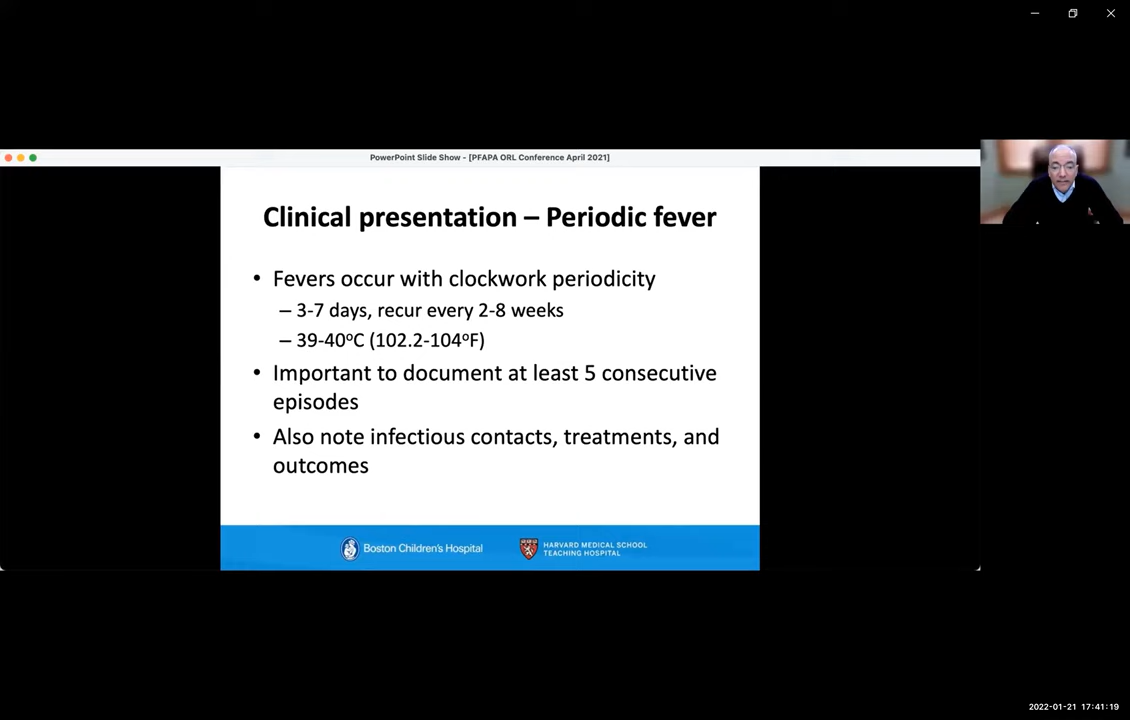 PowerPoint Slide Show - [PFAPA ORL Conference April 2021]
Clinical presentation – Periodic fever
• Fevers occur with clockwork periodicity
– 3-7 days, recur every 2-8 weeks
– 39-40ºC (102.2-104ºF)
• Important to document at least 5 consecutive
episodes
• Also note infectious contacts, treatments, and
outcomes
Boston Children's Hospital
HARVARD MEDICAL SCHOOL
TEACHING HOSPITAL
2022-01-21 17:41:19